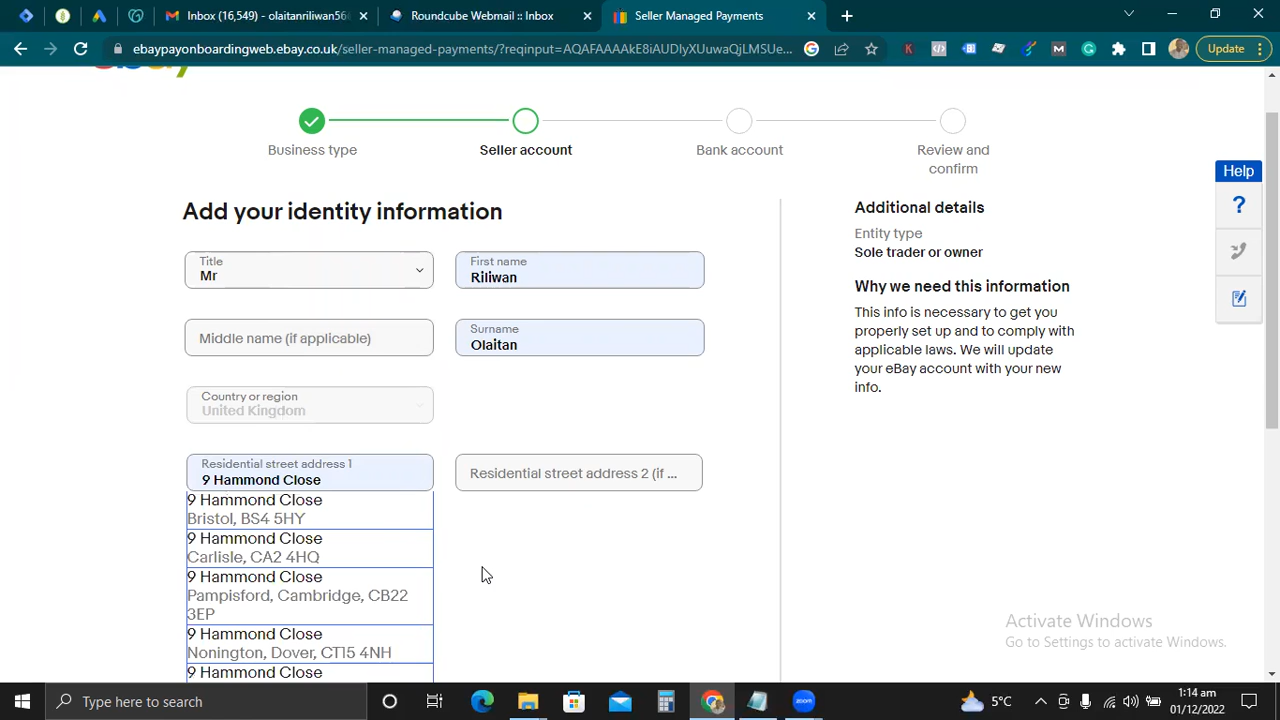 Inbox (16,549) - olaitanriliwan56
Roundcube Webmail :: Inbox
Seller Managed Payments
ebaypayonboardingweb.ebay.co.uk/seller-managed-payments/?reqinput=AQAFAAAAkE8iAUDIyXUuwaQjLMSUe...
Update
Business type
Seller account
Bank account
Review and
confirm
Help
?
Add your identity information
Title
Mr
First name
Riliwan
Middle name (if applicable)
Surname
Olaitan
Country or region
United Kingdom
Residential street address 1
9 Hammond Close
Residential street address 2 (if ...
9 Hammond Close
Bristol, BS4 5HY
9 Hammond Close
Carlisle, CA2 4HQ
9 Hammond Close
Pampisford, Cambridge, CB22
3EP
9 Hammond Close
Nonington, Dover, CT15 4NH
9 Hammond Close
Additional details
Entity type
Sole trader or owner
Why we need this information
This info is necessary to get you
properly set up and to comply with
applicable laws. We will update
your eBay account with your new
info.
Activate Windows
Go to Settings to activate Windows.
Type here to search
zoom
5°C
1:14 am
01/12/2022